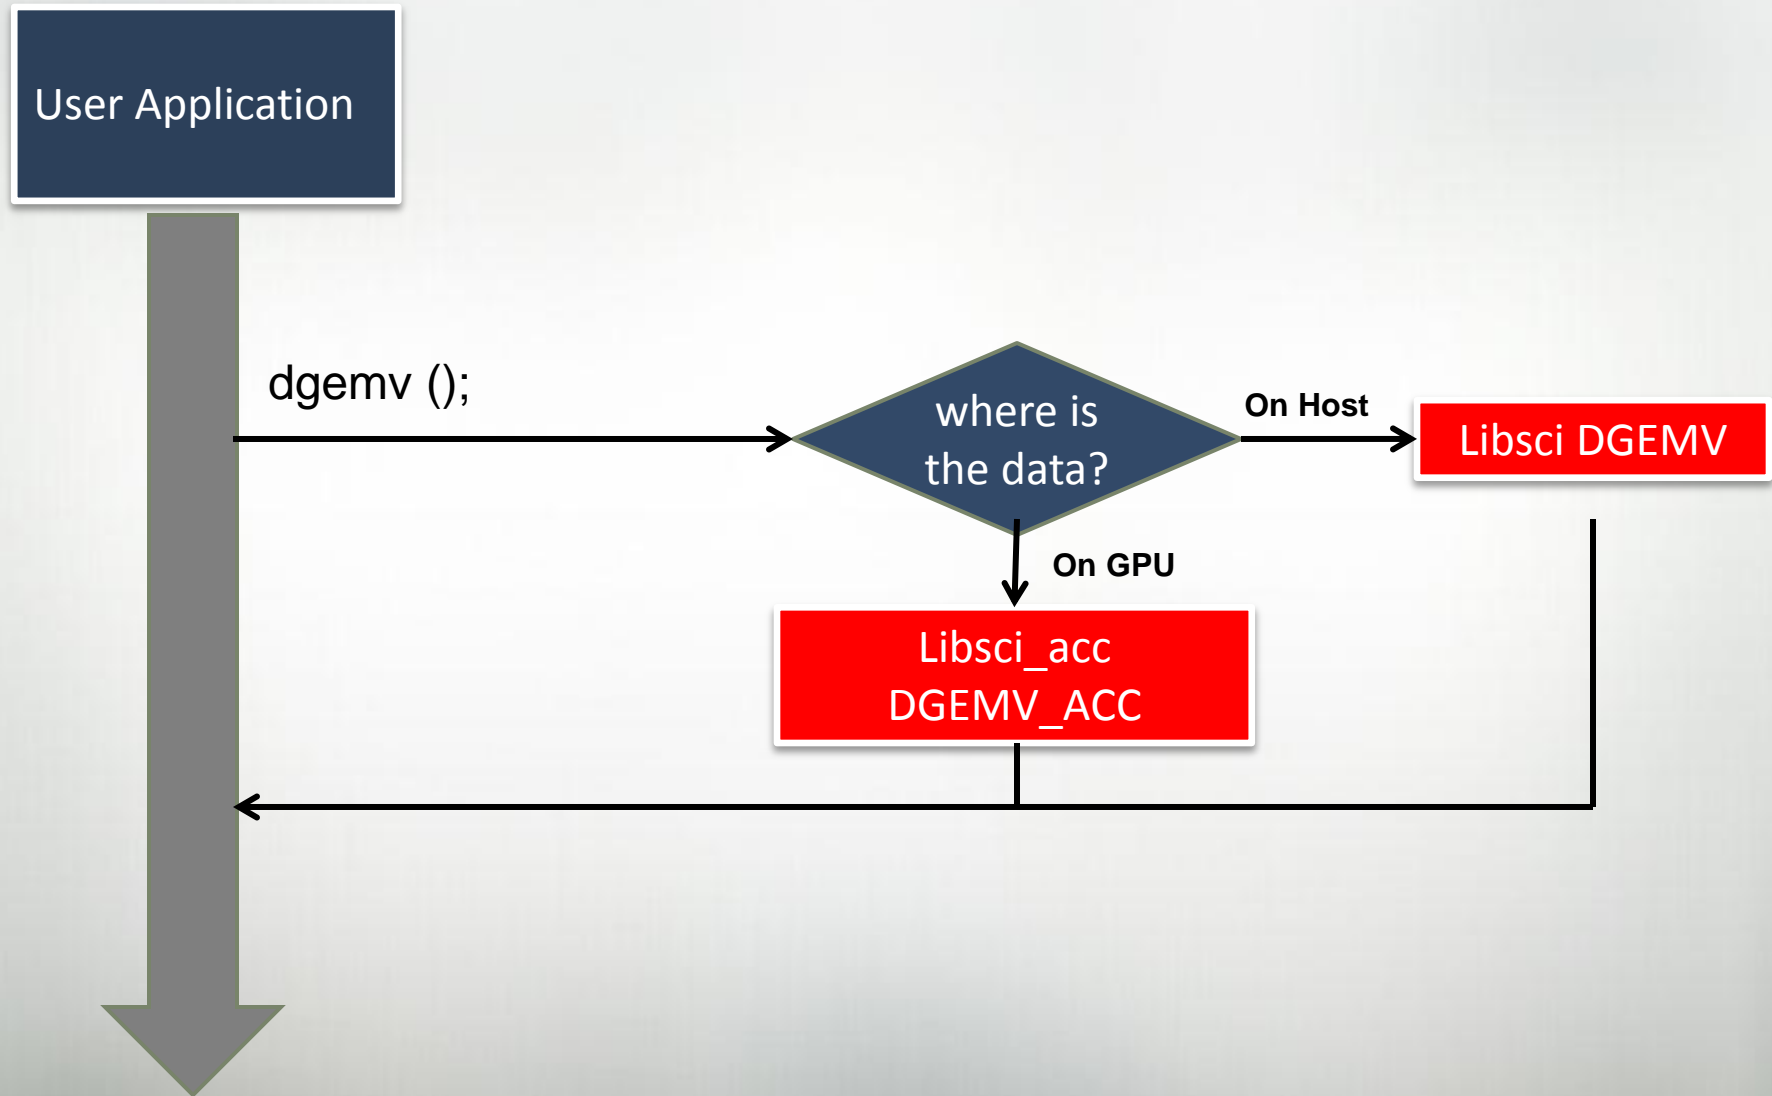 User Application
dgemv ();
where is
the data?
On Host
Libsci DGEMV
On GPU
Libsci_acc
DGEMV_ACC